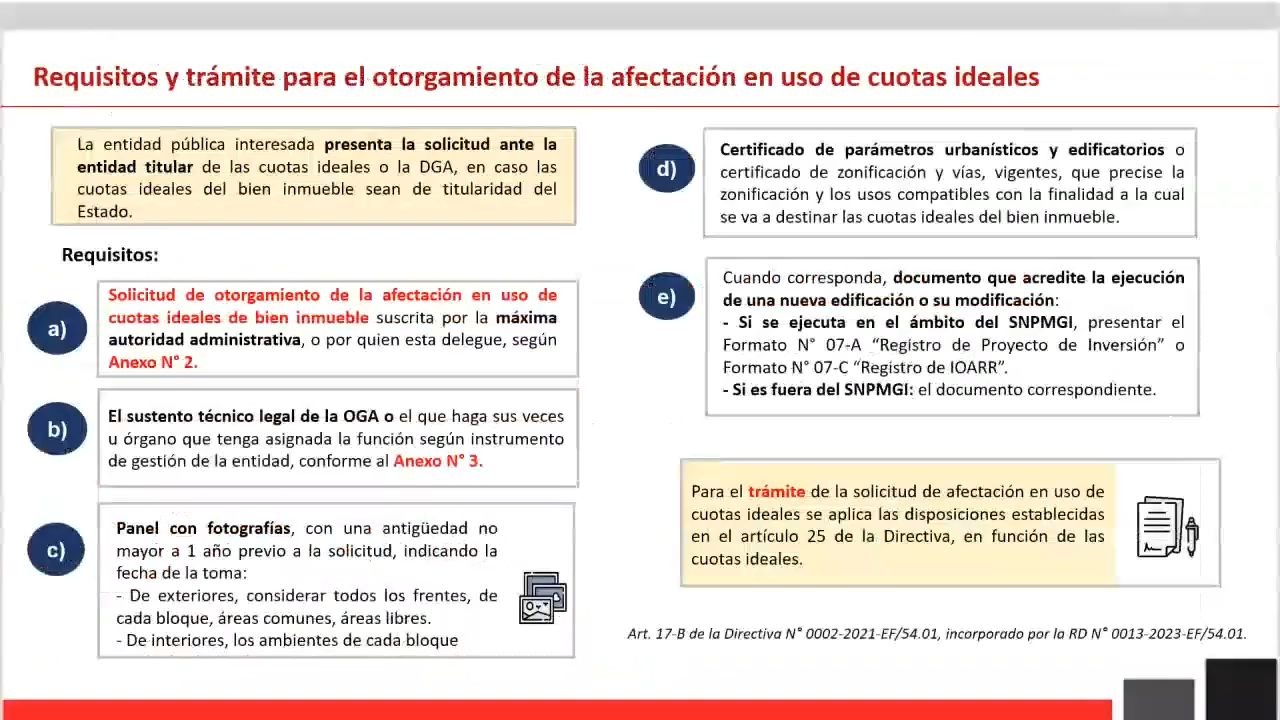 Requisitos y trámite para el otorgamiento de la afectación en uso de cuotas ideales
La entidad pública interesada presenta la solicitud ante la
entidad titular de las cuotas ideales o la DGA, en caso las
cuotas ideales del bien inmueble sean de titularidad del
Estado.
Requisitos:
a)
Solicitud de otorgamiento de la afectación en uso de
cuotas ideales de bien inmueble suscrita por la máxima
autoridad administrativa, o por quien esta delegue, según
Anexo N° 2.
b)
El sustento técnico legal de la OGA o el que haga sus veces
u órgano que tenga asignada la función según instrumento
de gestión de la entidad, conforme al Anexo N° 3.
c)
Panel con fotografías, con una antigüedad no
mayor a 1 año previo a la solicitud, indicando la
fecha de la toma:
- De exteriores, considerar todos los frentes, de
cada bloque, áreas comunes, áreas libres.
- De interiores, los ambientes de cada bloque
d)
Certificado de parámetros urbanísticos y edificatorios o
certificado de zonificación y vías, vigentes, que precise la
zonificación y los usos compatibles con la finalidad a la cual
se va a destinar las cuotas ideales del bien inmueble.
e)
Cuando corresponda, documento que acredite la ejecución
de una nueva edificación o su modificación:
- Si se ejecuta en el ámbito del SNPMGI, presentar el
Formato N° 07-A “Registro de Proyecto de Inversión” o
Formato N° 07-C “Registro de IOARR”.
- Si es fuera del SNPMGI: el documento correspondiente.
Para el trámite de la solicitud de afectación en uso de
cuotas ideales se aplica las disposiciones establecidas
en el artículo 25 de la Directiva, en función de las
cuotas ideales.
Art. 17-B de la Directiva N° 0002-2021-EF/54.01, incorporado por la RD N° 0013-2023-EF/54.01.